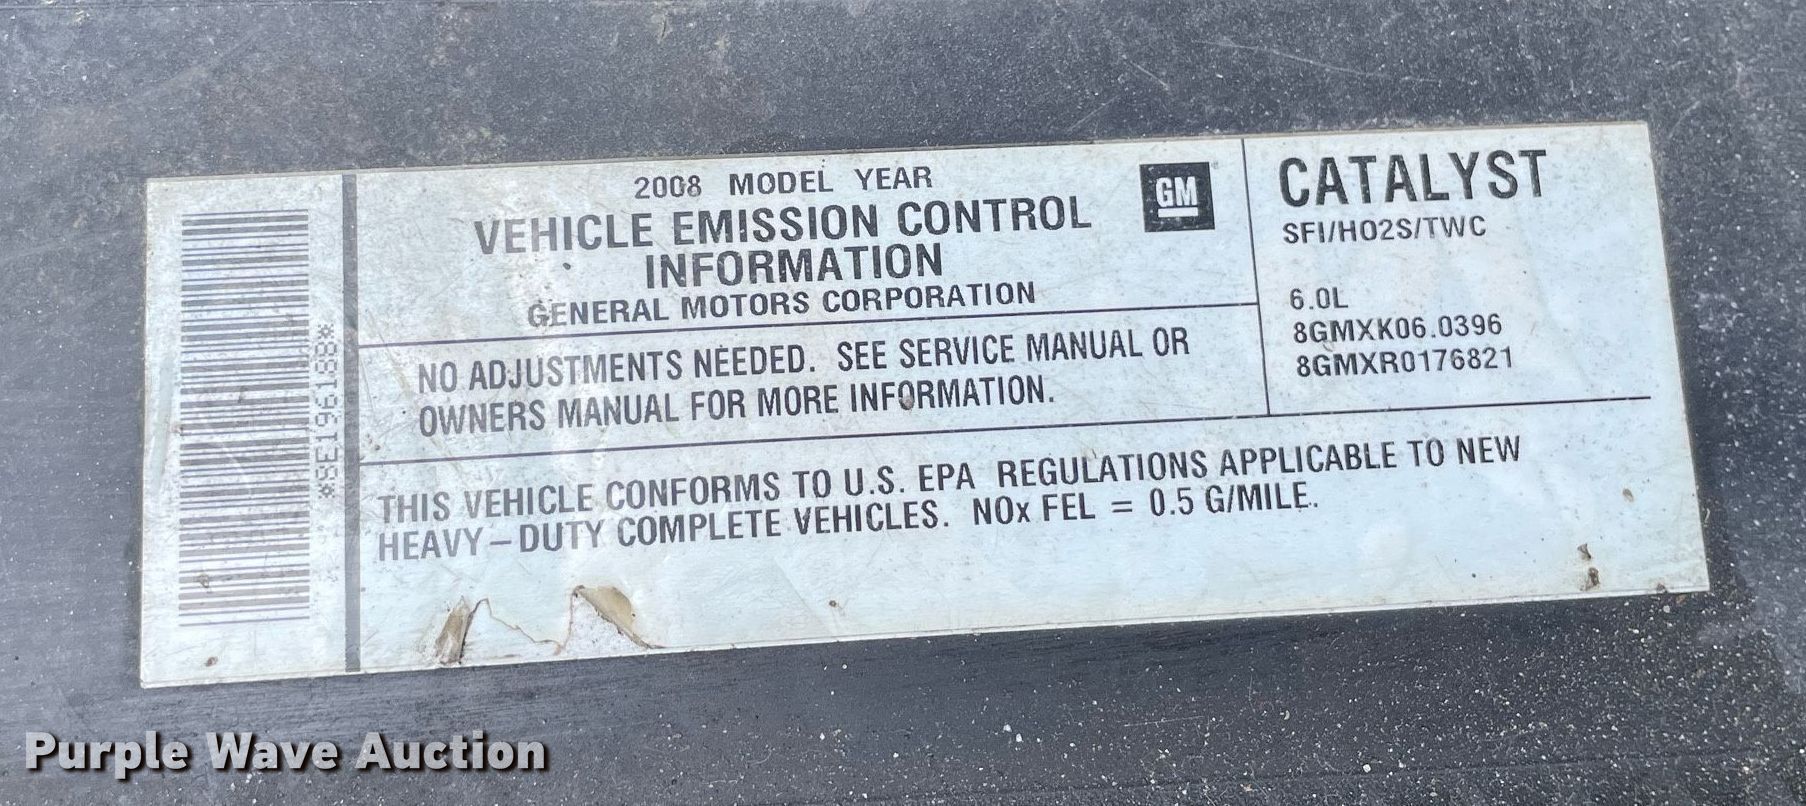 *8E196138*
2008 MODEL YEAR
VEHICLE EMISSION CONTROL
INFORMATION
GENERAL MOTORS CORPORATION
GM
NO ADJUSTMENTS NEEDED. SEE SERVICE MANUAL OR
OWNERS MANUAL FOR MORE INFORMATION.
CATALYST
SFI/HO2S/TWC
6.0L
8GMXK06.0396
8GMXR0176821
THIS VEHICLE CONFORMS TO U.S. EPA REGULATIONS APPLICABLE TO NEW
HEAVY-DUTY COMPLETE VEHICLES. NOx FEL = 0.5 G/MILE.
Purple Wave Auction